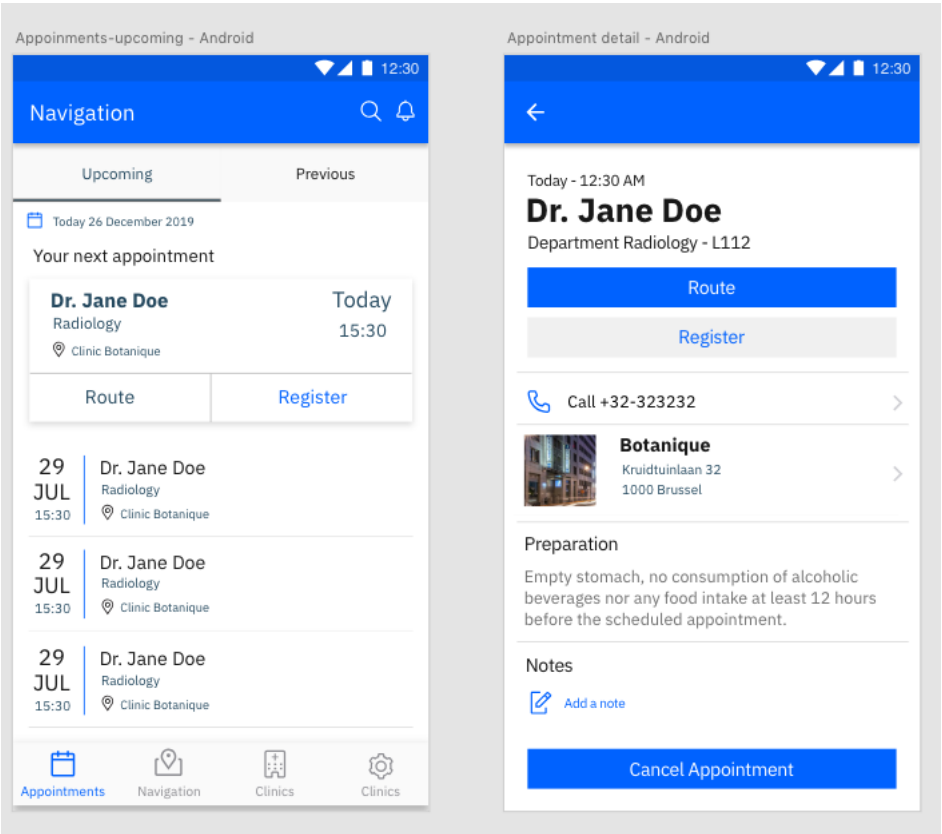 Appoinments-upcoming - Android
12:30
Navigation
Upcoming
Previous
Today 26 December 2019
Your next appointment
Dr. Jane Doe
Today
Radiology
15:30
Clinic Botanique
Route
Register
29
JUL
15:30
Dr. Jane Doe
Radiology
Clinic Botanique
29
JUL
15:30
Dr. Jane Doe
Radiology
Clinic Botanique
29
JUL
15:30
Dr. Jane Doe
Radiology
Clinic Botanique
Appointments
Navigation
Clinics
Clinics
Appointment detail - Android
12:30
Today - 12:30 AM
Dr. Jane Doe
Department Radiology - L112
Route
Register
Call +32-323232
Botanique
Kruidtuinlaan 32
1000 Brussel
Preparation
Empty stomach, no consumption of alcoholic
beverages nor any food intake at least 12 hours
before the scheduled appointment.
Notes
Add a note
Cancel Appointment